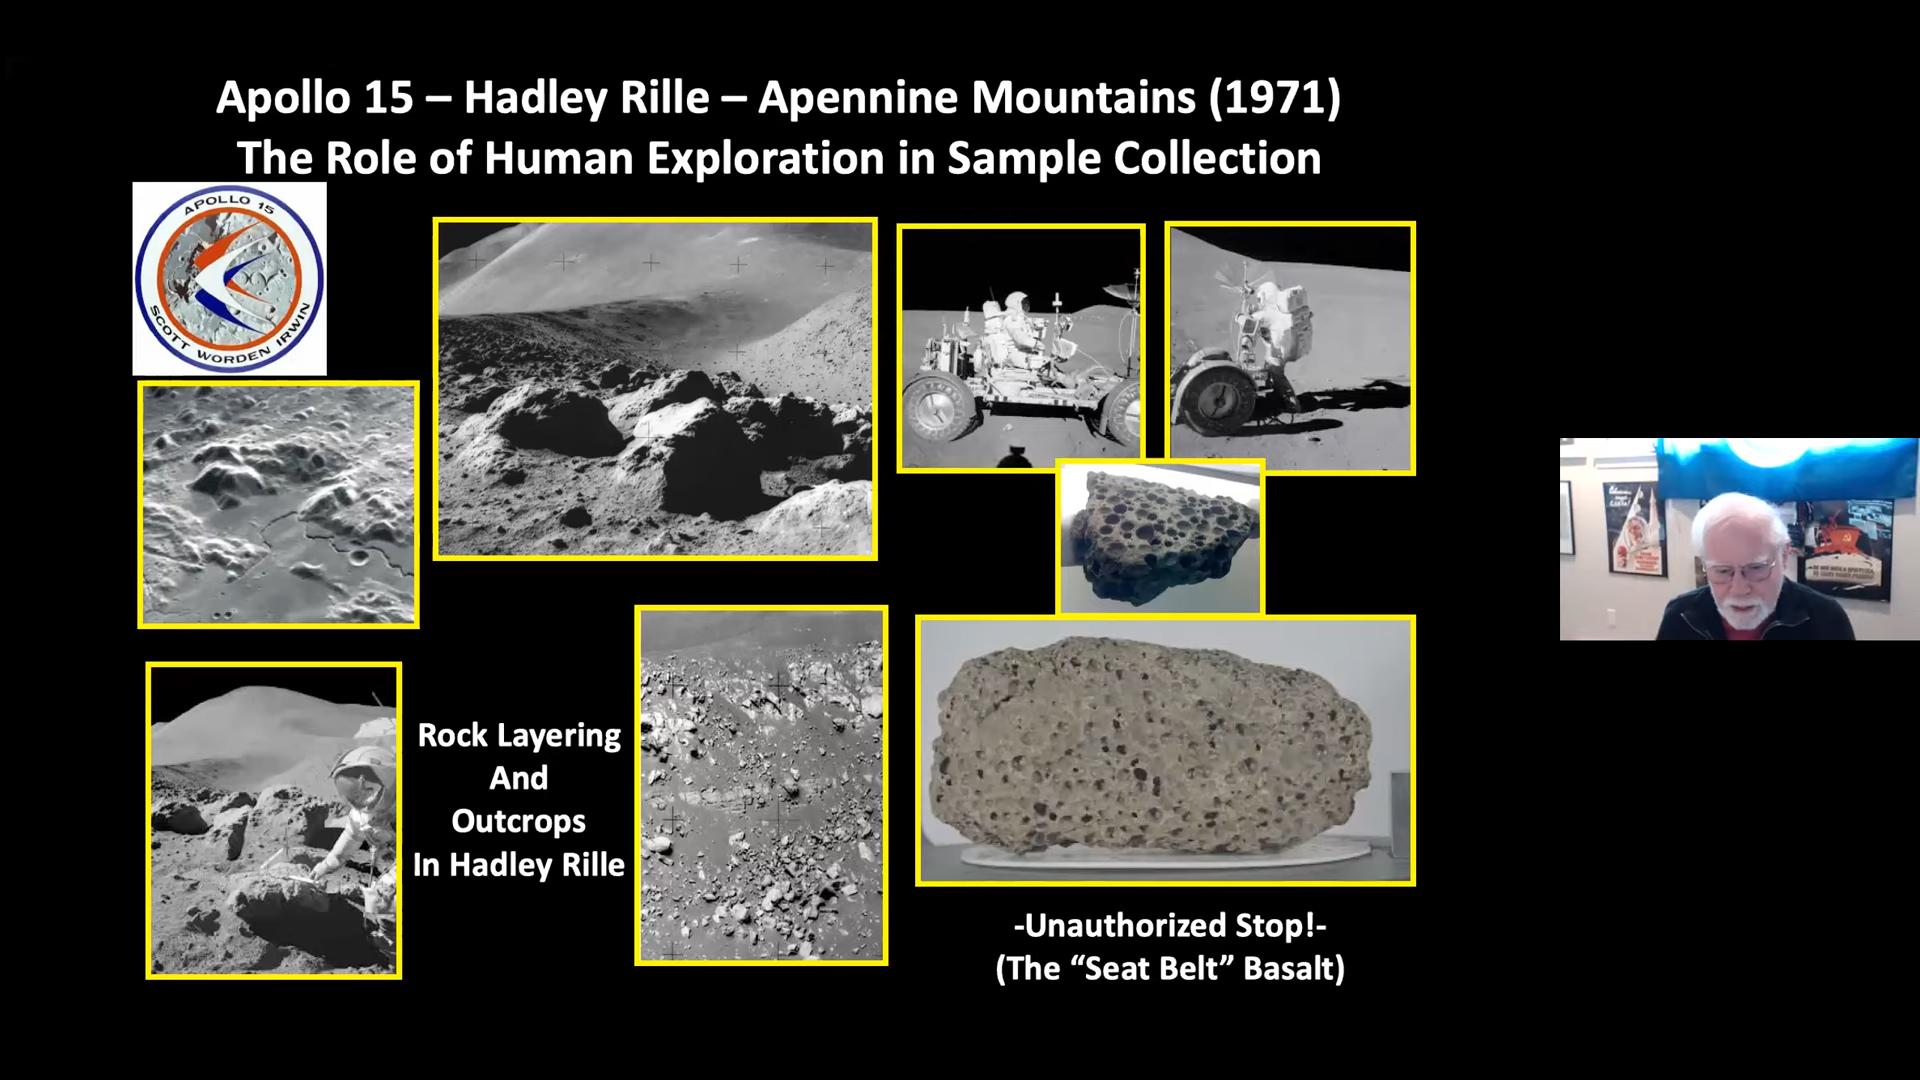 Apollo 15 – Hadley Rille – Apennine Mountains (1971)
The Role of Human Exploration in Sample Collection
APOLLO 15
SCOTT WORDEN IRWIN
Rock Layering
And
Outcrops
In Hadley Rille
-Unauthorized Stop!-
(The “Seat Belt” Basalt)